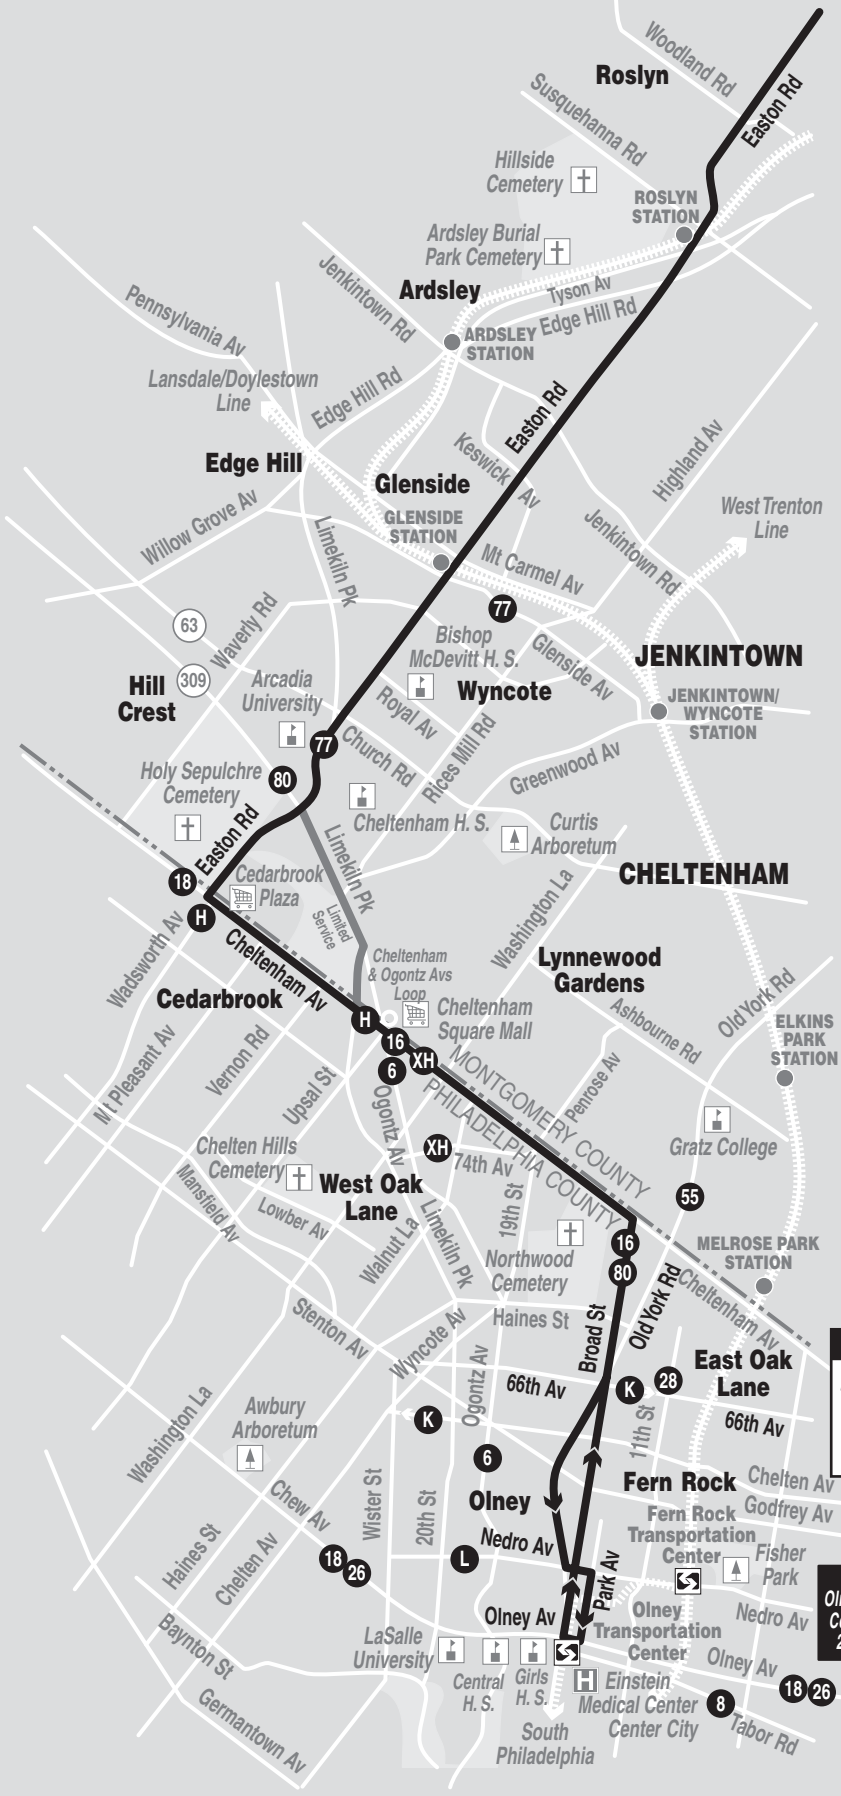 Woodland Rd
Roslyn
Easton Rd
Susquehanna Rd
Hillside
Cemetery
ROSLYN
STATION
Ardsley Burial
Park Cemetery
Jenkintown Rd
Ardsley
Tyson Av
Edge Hill Rd
Pennsylvania Av
ARDSLEY
STATION
Lansdale/Doylestown
Line
Edge Hill Rd
Easton Rd
Keswick Av
Highland Av
Edge Hill
Glenside
Willow Grove Av
GLENSIDE
STATION
West Trenton
Line
Limekiln Pk
Jenkintown Rd
Mt Carmel Av
77
63
Waverly Rd
Bishop
McDevitt H. S.
Glenside Av
JENKINTOWN
309
Hill
Crest
Arcadia
University
Wyncote
Royal Av
JENKINTOWN/
WYNCOTE
STATION
77
Church Rd
Rices Mill Rd
Greenwood Av
Holy Sepulchre
Cemetery
80
Cheltenham H. S.
Curtis
Arboretum
Easton Rd
Limekiln Pk
18
Cedarbrook
Plaza
CHELTENHAM
H
Limited
Service
Washington La
Wadsworth Av
Cheltenham Av
Cheltenham
& Ogontz Avs
Loop
Lynnewood
Gardens
Cedarbrook
Cheltenham
Square Mall
Ashbourne Rd
Old York Rd
H
16
XH
6
ELKINS
PARK
STATION
Mt Pleasant Av
Vernon Rd
Upsal St
Ogontz Av
MONTGOMERY COUNTY
PHILADELPHIA COUNTY
Penrose Av
Gratz College
Chelten Hills
Cemetery
XH
74th Av
West Oak
Lane
Mansfield Av
Lowber Av
Walnut La
Limekiln Pk
19th St
55
Northwood
Cemetery
16
80
MELROSE PARK
STATION
Old York Rd
Cheltenham Av
Stenton Av
Wyncote Av
Haines St
Broad St
East Oak
Lane
Ogontz Av
66th Av
K
28
Washington La
Awbury
Arboretum
K
11th St
66th Av
6
Fern Rock
Chelten Av
Olney
Godfrey Av
Chew Av
Wister St
20th St
Fern Rock
Transportation
Center
Nedro Av
Haines St
Chelten Av
18
26
L
Fisher
Park
Park Av
Olney Av
Olney
Transportation
Center
Nedro Av
Baynton St
LaSalle
University
Central
H. S.
Girls
H. S.
Olney Av
H
Einstein
Medical Center
Center City
18
26
8
Germantown Av
South
Philadelphia
Tabor Rd